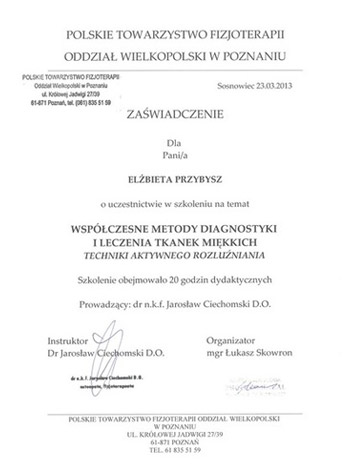 POLSKIE TOWARZYSTWO FIZJOTERAPII
ODDZIAŁ WIELKOPOLSKI W POZNANIU
POLSKIE TOWARZYSTWO FIZJOTERAPII
Oddział Wielkopolski w Poznaniu
ul. Królowej Jadwigi 27/39
61-871 Poznań, tel. (061) 835 51 59
Sosnowiec 23.03.2013
ZAŚWIADCZENIE
Dla
Pani/a
ELŻBIETA PRZYBYSZ
o uczestnictwie w szkoleniu na temat
WSPÓŁCZESNE METODY DIAGNOSTYKI
I LECZENIA TKANEK MIĘKKICH
TECHNIKI AKTYWNEGO ROZLUŹNIANIA
Szkolenie obejmowało 20 godzin dydaktycznych
Prowadzący: dr n.k.f. Jarosław Ciechomski D.O.
Instruktor
Dr Jarosław Ciechomski D.O.
Organizator
mgr Łukasz Skowron
dr n.k.f. Jarosław Ciechomski D.O.
osteopata, fizjoterapeuta
POLSKIE TOWARZYSTWO FIZJOTERAPII ODDZIAŁ WIELKOPOLSKI
W POZNANIU
UL. KRÓLOWEJ JADWIGI 27/39
61-871 POZNAŃ
TEL. 61 835 51 59